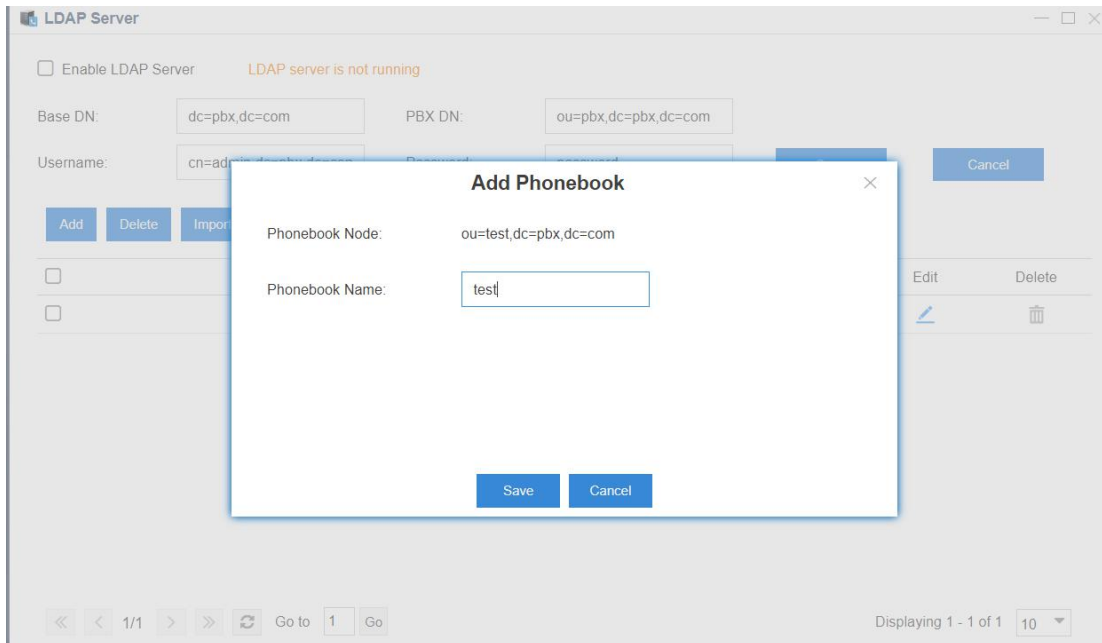 LDAP Server
Enable LDAP Server LDAP server is not running
Base DN: dc=pbx,dc=com PBX DN: ou=pbx,dc=pbx,dc=com
Username: Cancel
Add Phonebook
Add Delete Import
Phonebook Node: ou=test,dc=pbx,dc=com
Edit Delete
Phonebook Name: test
Save Cancel
1/1 Go to 1 Go Displaying 1 - 1 of 1 10